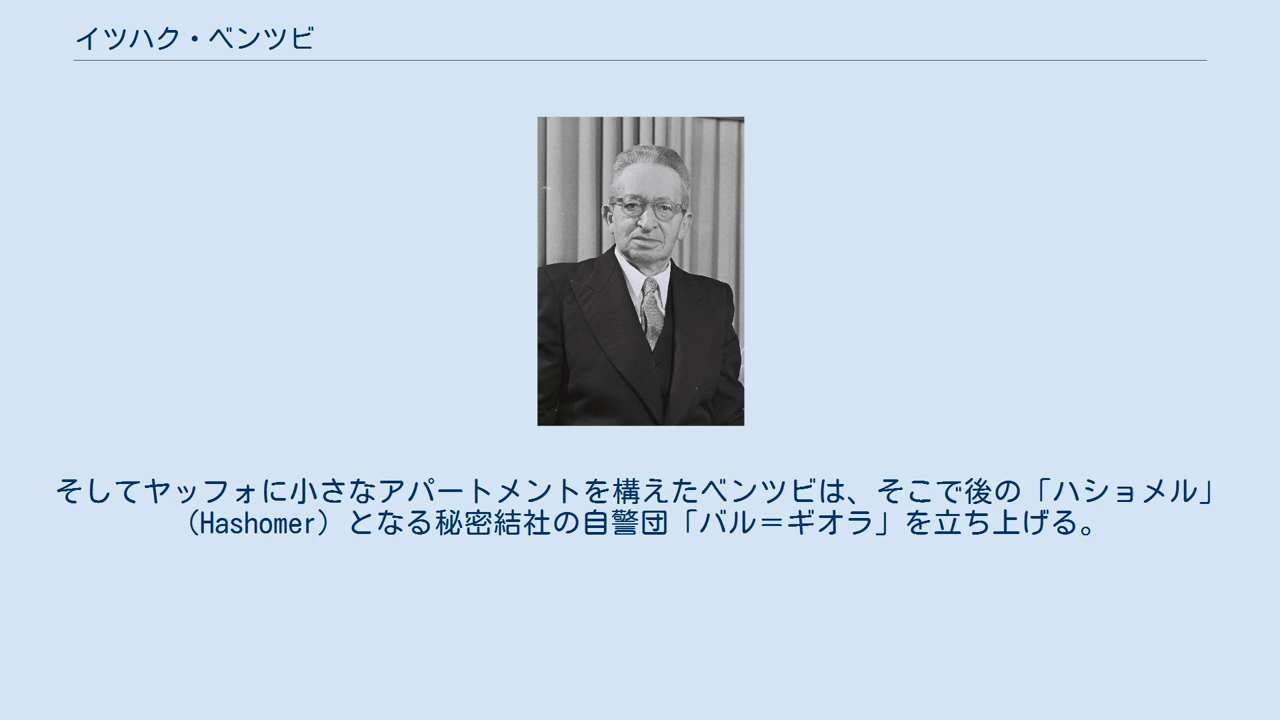 イツハク・ベンツビ
そしてヤッフォに小さなアパートメントを構えたベンツビは、そこで後の「ハショメル」
（Hashomer）となる秘密結社の自警団「バル＝ギオラ」を立ち上げる。